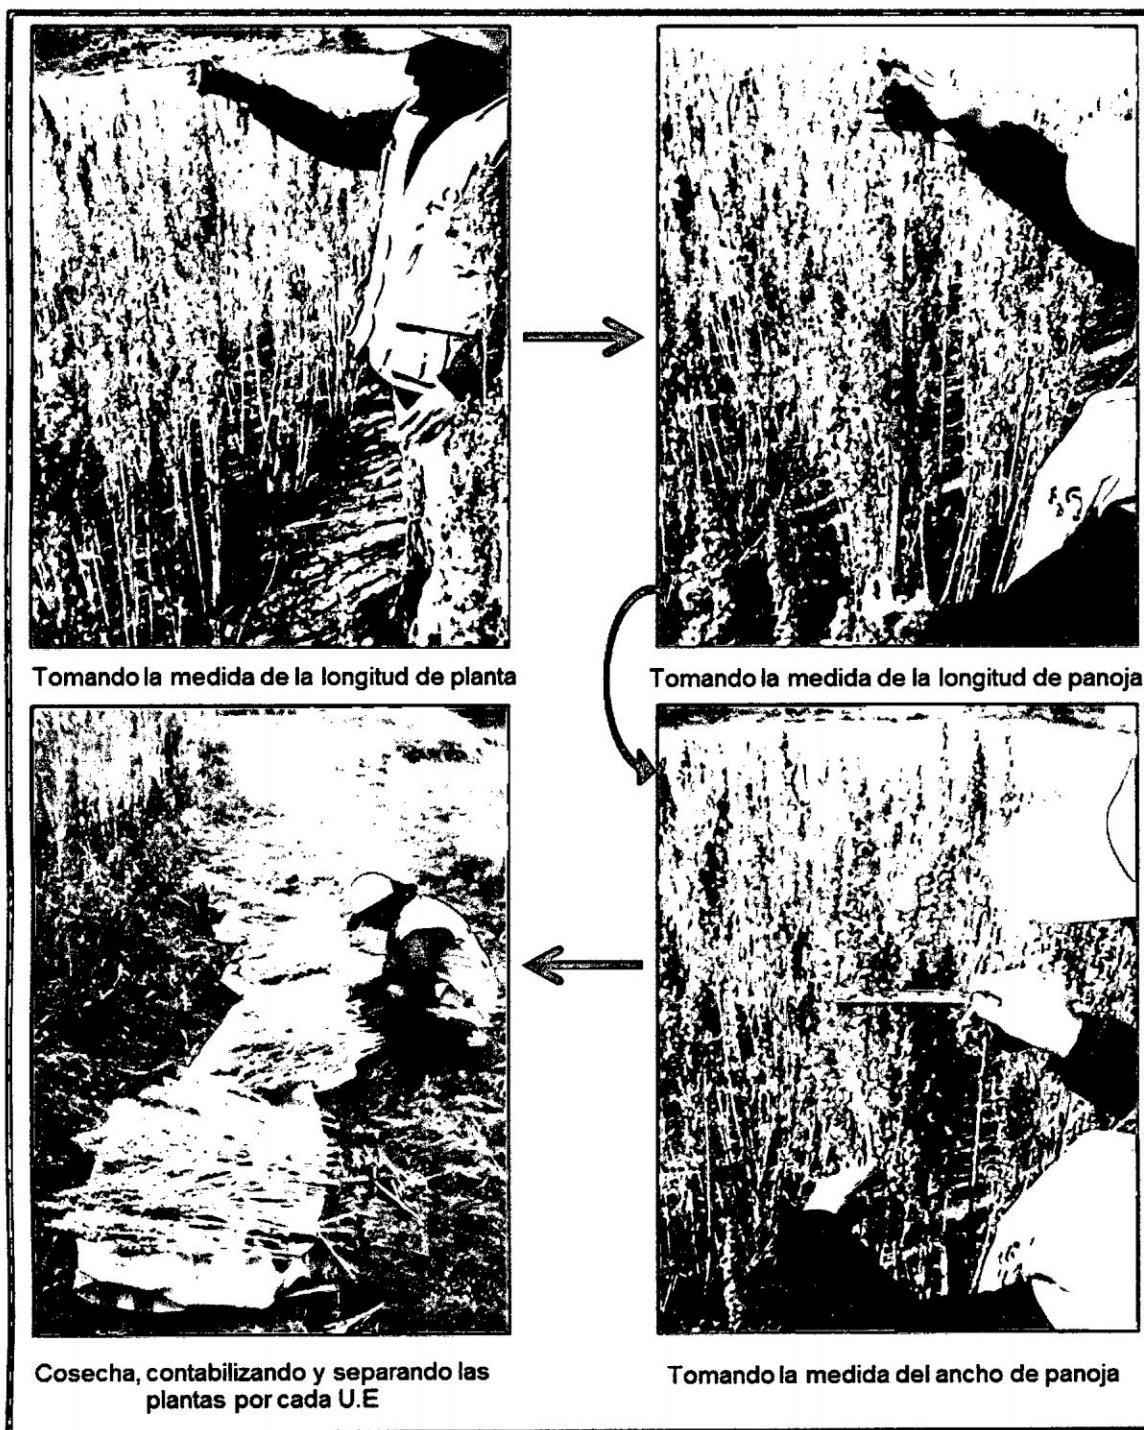 Tomando la medida de la longitud de planta
Tomando la medida de la longitud de panoja
Cosecha, contabilizando y separando las
plantas por cada U.E
Tomando la medida del ancho de panoja